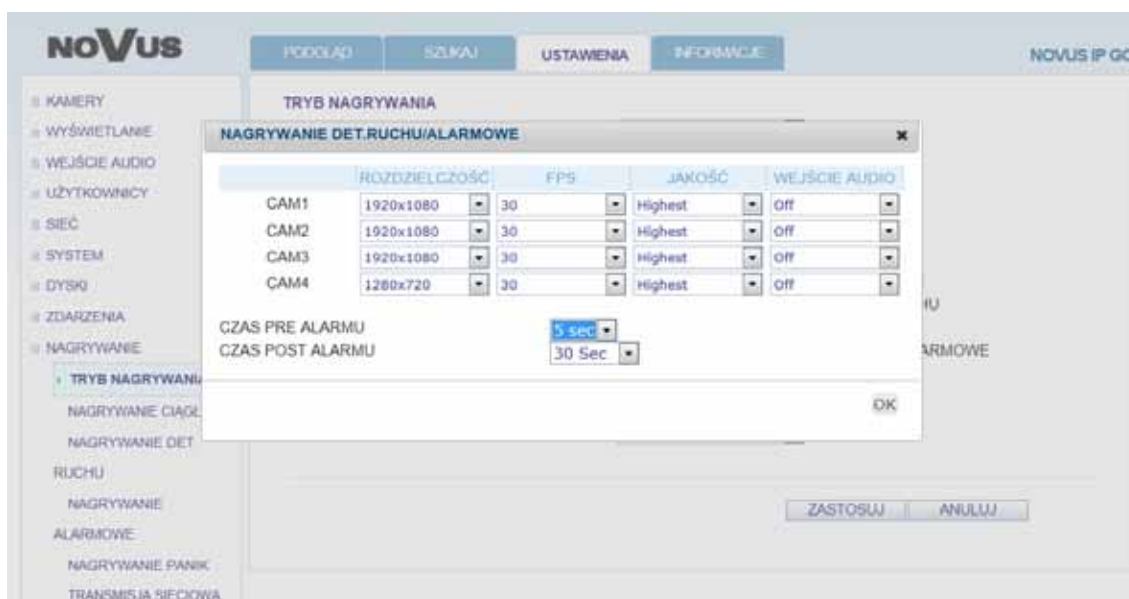 NOVUS
PODGLĄD SZUKAJ USTAWIENIA INFORMACJE NOVUS IP GO
KAMERY
WYŚWIETLANIE
WEJŚCIE AUDIO
UŻYTKOWNICY
SIEĆ
SYSTEM
DYSKI
ZDARZENIA
NAGRYWANIE
TRYB NAGRYWANIA
NAGRYWANIE CIĄGŁ
NAGRYWANIE DET
RUCHU
NAGRYWANIE
ALARMOWE
NAGRYWANIE PANIK
TRANSMISJA SIECIOWA
TRYB NAGRYWANIA
NAGRYWANIE DET.RUCHU/ALARMOWE
ROZDZIELCZOŚĆ FPS JAKOŚĆ WEJŚCIE AUDIO
CAM1 1920x1080 30 Highest Off
CAM2 1920x1080 30 Highest Off
CAM3 1920x1080 30 Highest Off
CAM4 1280x720 30 Highest Off
CZAS PRE ALARMU 5 sec
CZAS POST ALARMU 30 Sec
OK
HU
ARMOWE
ZASTOSUJ ANULUJ